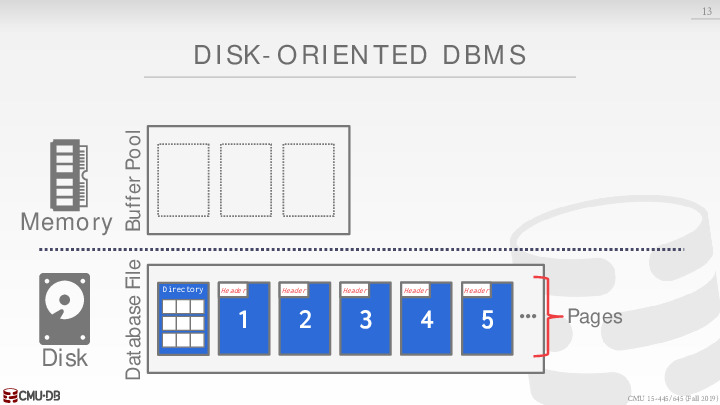 13
DISK-ORIENTED DBMS
Buffer Pool
Memory
Database File
Directory
Header
1
Header
2
Header
3
Header
4
Header
5
•••
Pages
Disk
CMU·DB
CMU 15-445/645 (Fall 2019)